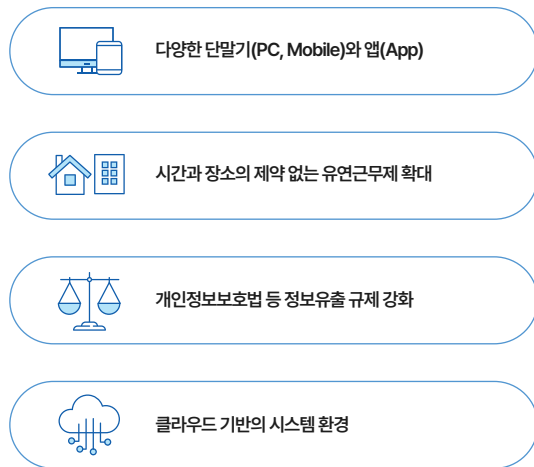 다양한 단말기(PC, Mobile)와 앱(App)
시간과 장소의 제약 없는 유연근무제 확대
개인정보보호법 등 정보유출 규제 강화
클라우드 기반의 시스템 환경